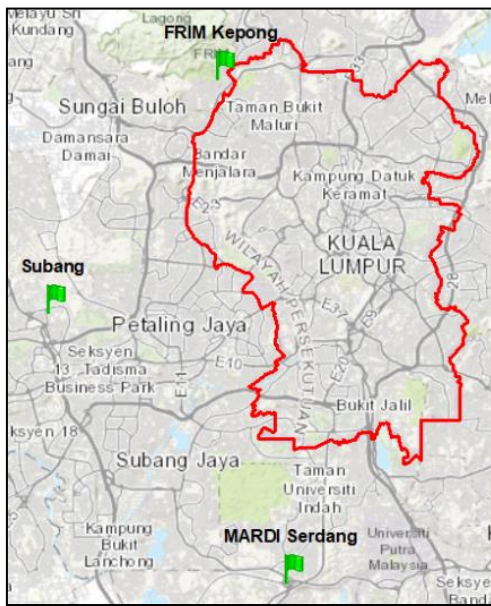 Melayu Sri
Kundang
Lagong
FRIM Kepong
FRIM
E33
Sungai Buloh
Taman Bukit
Maluri
Damansara
Damai
Bandar
Menjalara
Kampung Datuk
Keramat
E23
WILAYAH PERSEKUTUAN
KUALA
LUMPUR
Subang
28
Petaling Jaya
E37
E9
Seksyen
13, Tadisma
Business Park
E10
E11
E20
Bukit Jalil
ksyen 18
Subang Jaya
Taman
Universiti
Indah
Kampung
Bukit
Lanchong
MARDI Serdang
Universiti
Putra
Malaysia
Seksye
Banda